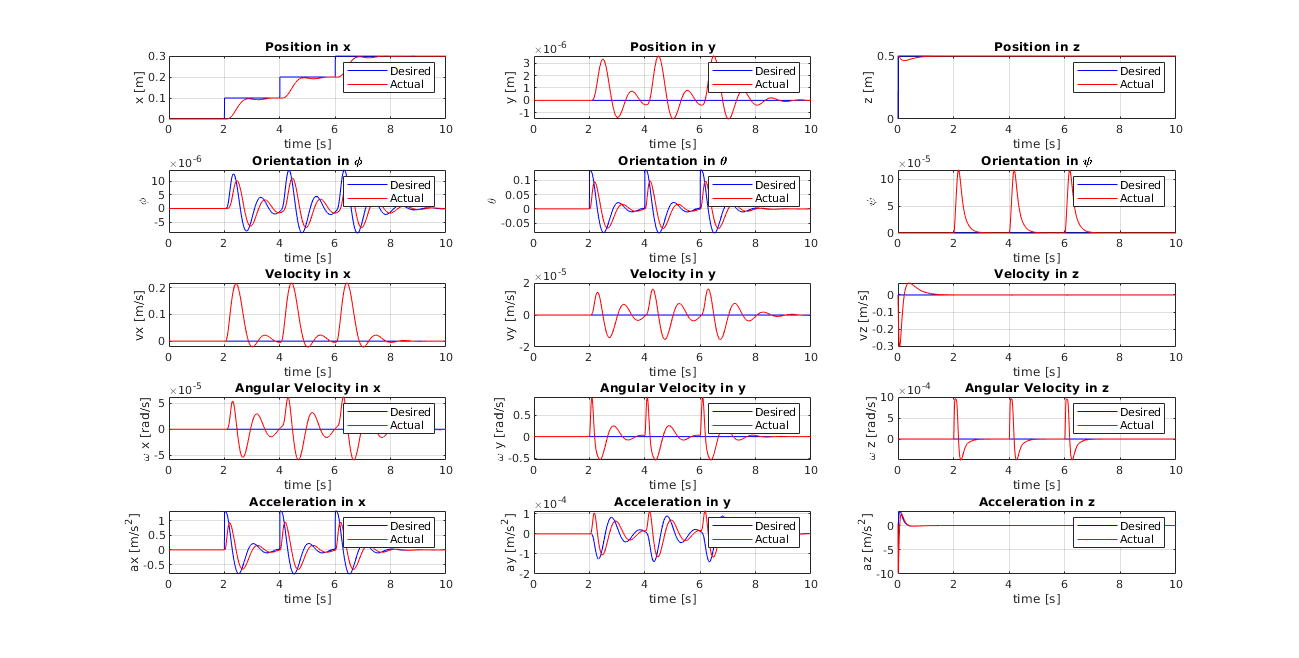 Position in x
0.3
0.2
0.1
0
x [m]
Desired
Actual
0 2 4 6 8 10
time [s]
Position in y
×10-6
3
2
1
0
-1
y [m]
Desired
Actual
0 2 4 6 8 10
time [s]
Position in z
0.5
0
z [m]
Desired
Actual
0 2 4 6 8 10
time [s]
Orientation in ϕ
×10-6
10
5
0
-5
ϕ
Desired
Actual
0 2 4 6 8 10
time [s]
Orientation in θ
0.1
0.05
0
-0.05
θ
Desired
Actual
0 2 4 6 8 10
time [s]
Orientation in ψ
×10-5
10
5
0
ψ
Desired
Actual
0 2 4 6 8 10
time [s]
Velocity in x
0.2
0.1
0
vx [m/s]
0 2 4 6 8 10
time [s]
Velocity in y
×10-5
2
0
-2
vy [m/s]
0 2 4 6 8 10
time [s]
Velocity in z
0
-0.1
-0.2
-0.3
vz [m/s]
0 2 4 6 8 10
time [s]
Angular Velocity in x
×10-5
5
0
-5
ω x [rad/s]
Desired
Actual
0 2 4 6 8 10
time [s]
Angular Velocity in y
0.5
0
-0.5
ω y [rad/s]
Desired
Actual
0 2 4 6 8 10
time [s]
Angular Velocity in z
×10-4
10
5
0
ω z [rad/s]
Desired
Actual
0 2 4 6 8 10
time [s]
Acceleration in x
1
0.5
0
-0.5
ax [m/s2]
Desired
Actual
0 2 4 6 8 10
time [s]
Acceleration in y
×10-4
1
0
-1
-2
ay [m/s2]
Desired
Actual
0 2 4 6 8 10
time [s]
Acceleration in z
0
-5
-10
az [m/s2]
Desired
Actual
0 2 4 6 8 10
time [s]